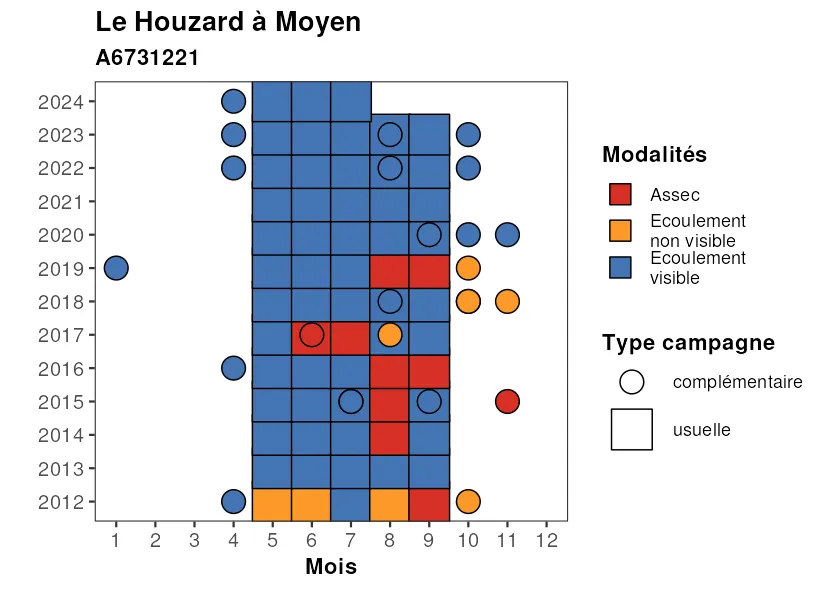 Le Houzard à Moyen
A6731221
2024
2023
2022
2021
2020
2019
2018
2017
2016
2015
2014
2013
2012
1 2 3 4 5 6 7 8 9 10 11 12
Mois
Modalités
Assec
Ecoulement
non visible
Ecoulement
visible
Type campagne
complémentaire
usuelle